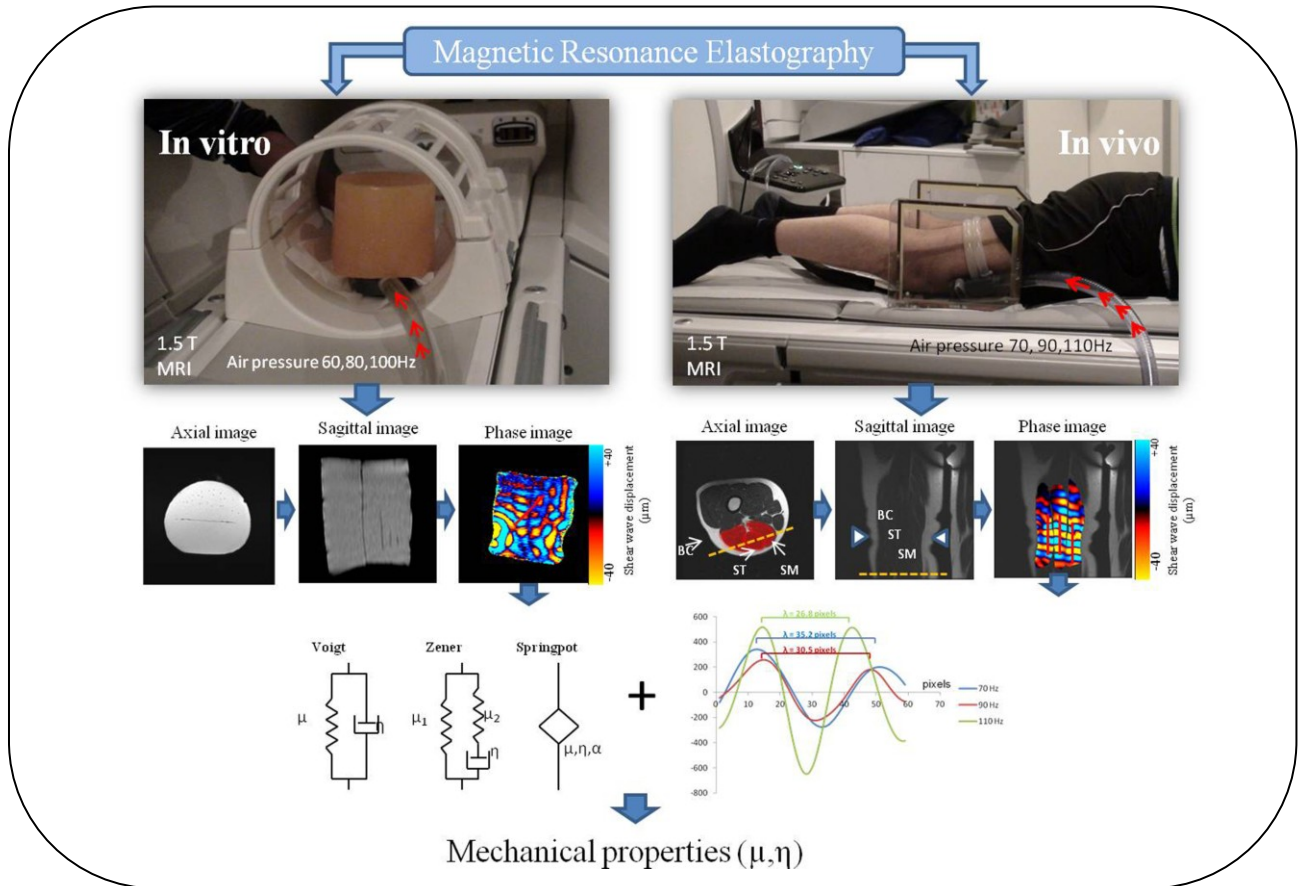 Magnetic Resonance Elastography
In vitro
1.5 T
MRI
Air pressure 60,80,100Hz
In vivo
1.5 T
MRI
Air pressure 70, 90,110Hz
Axial image
Sagittal image
Phase image
+40
Shear wave displacement
(μm)
-40
Axial image
BC
ST
SM
Sagittal image
BC
ST
SM
Phase image
+40
Shear wave displacement
(μm)
-40
Voigt
μ
η
Zener
μ1
μ2
η
Springpot
μ,η,α
+
λ = 26.8 pixels
λ = 35.2 pixels
λ = 30.5 pixels
600
400
200
0
-200
-400
-600
-800
0
10
20
30
40
50
60
70
pixels
70 Hz
90 Hz
110 Hz
Mechanical properties (μ,η)